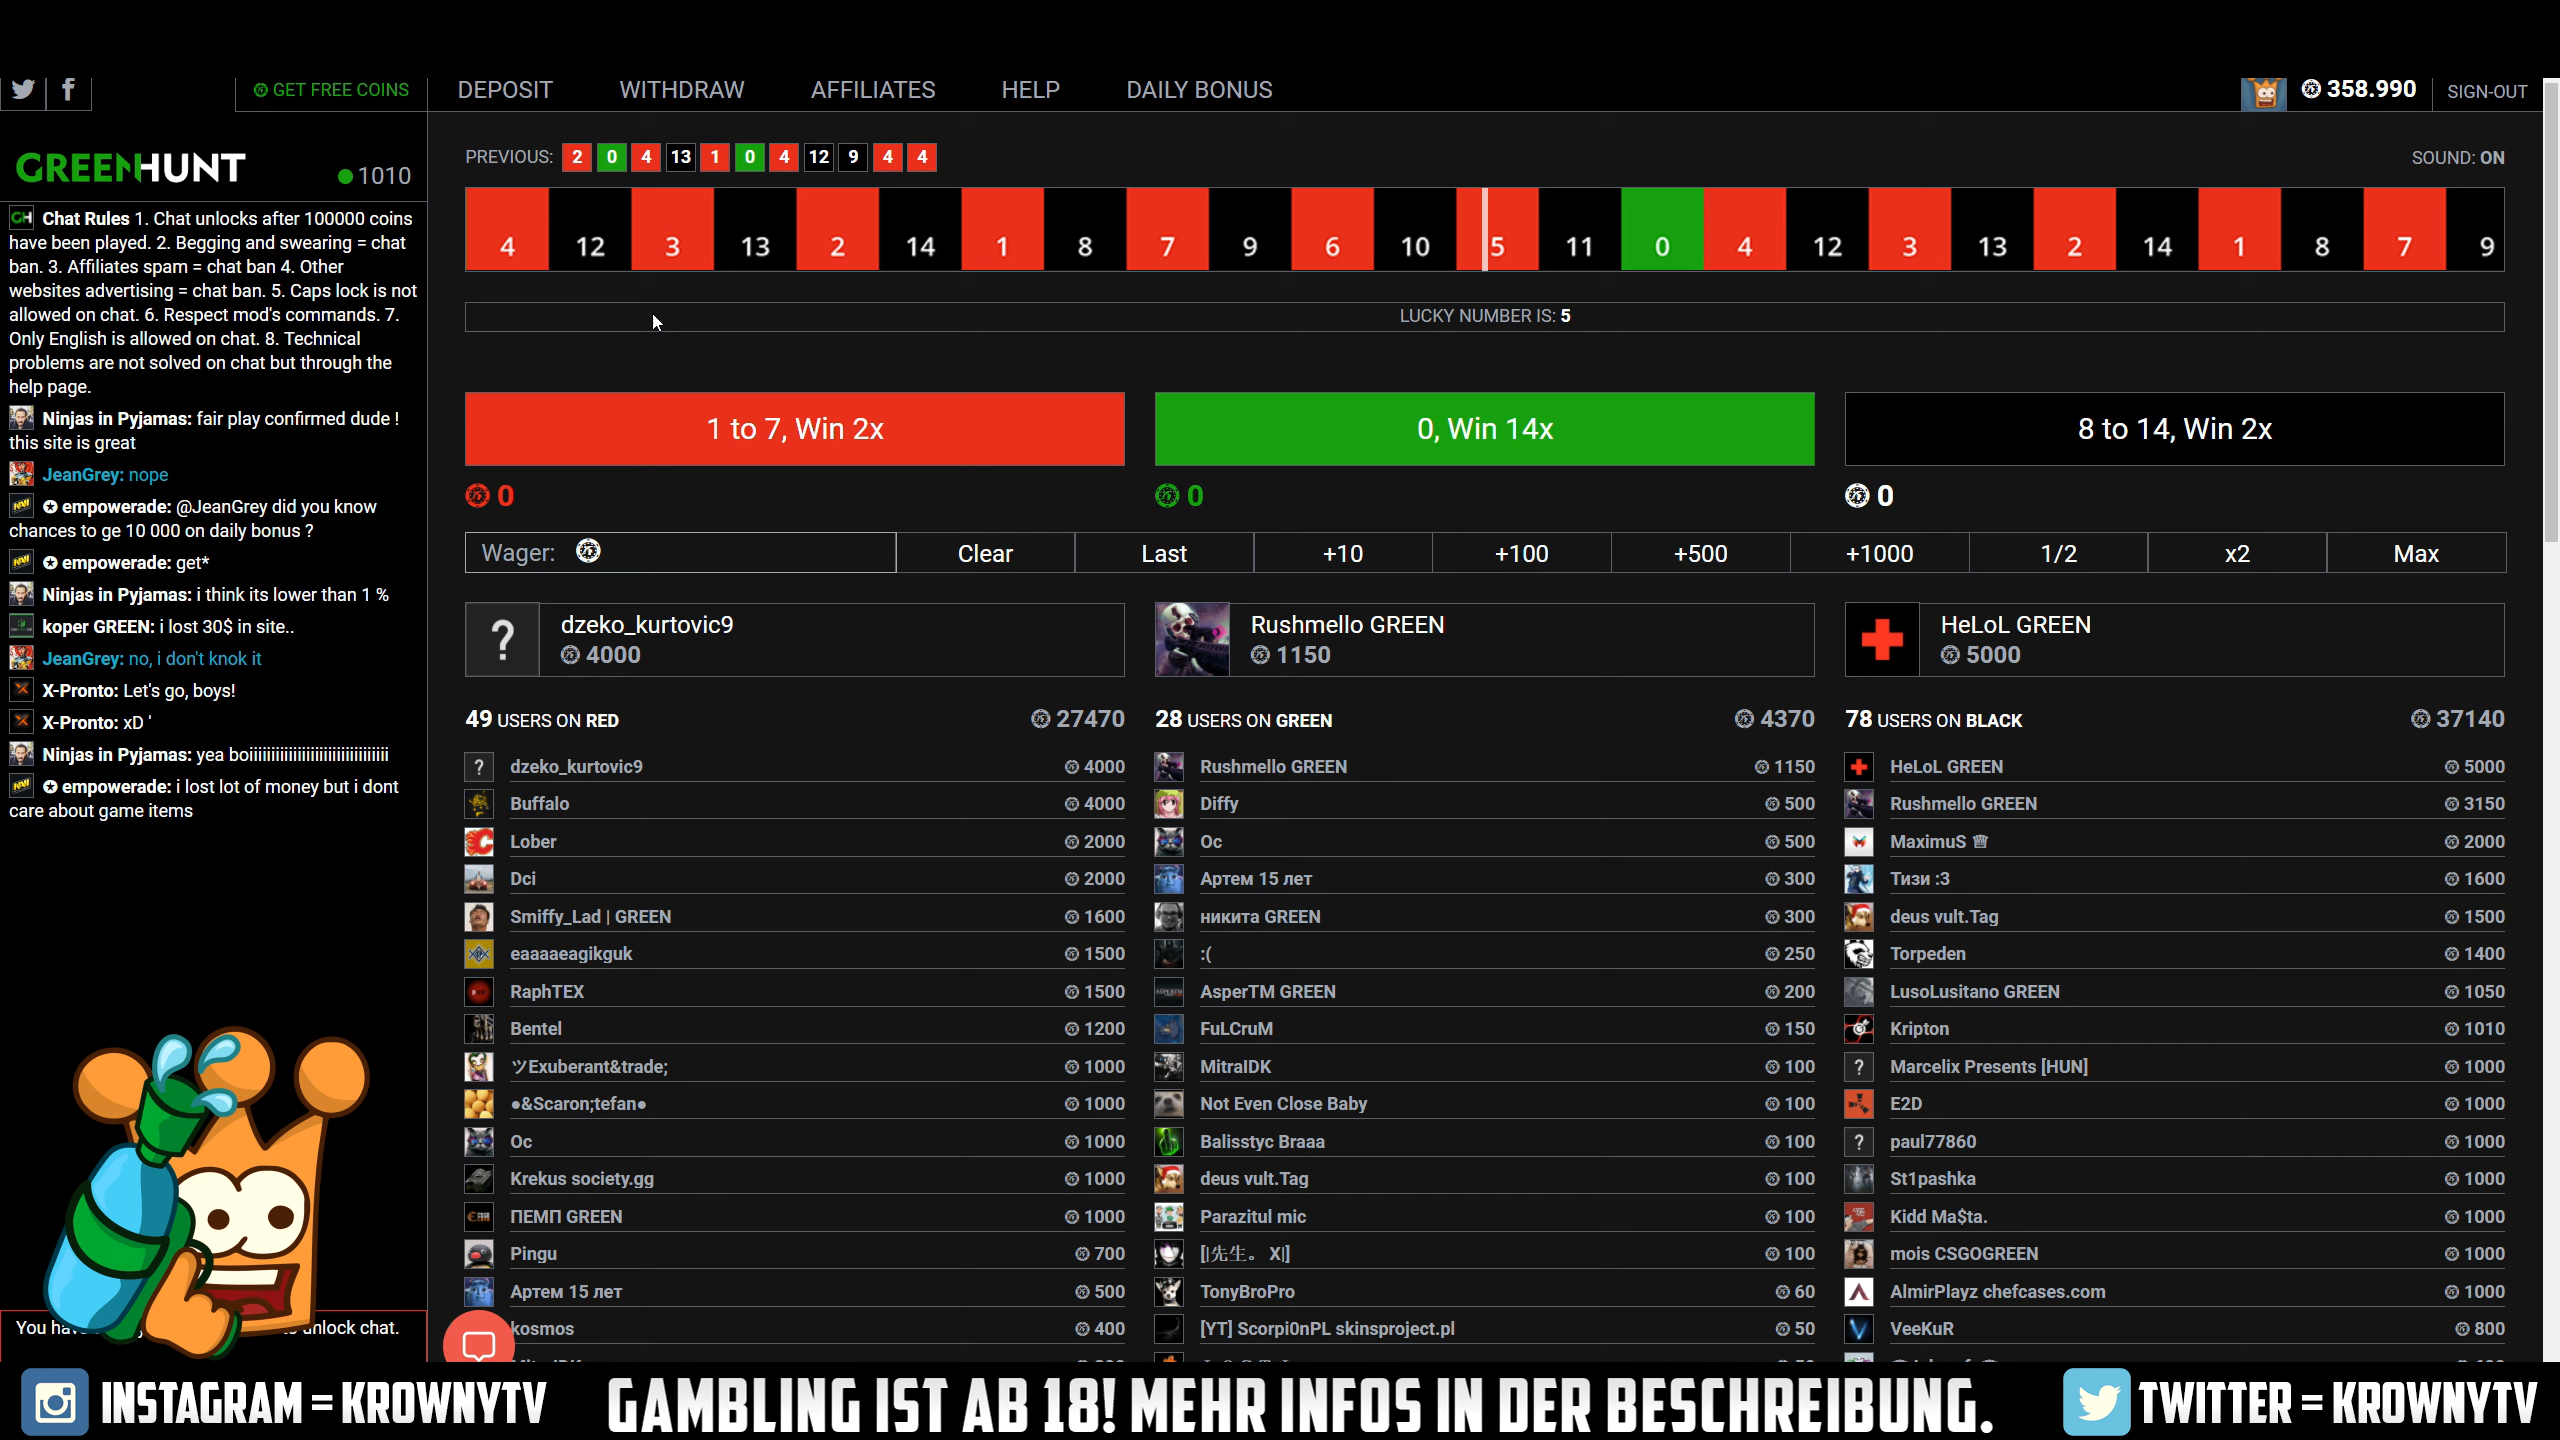 GET FREE COINS
DEPOSIT
WITHDRAW
AFFILIATES
HELP
DAILY BONUS
358.990
SIGN-OUT
GREENHUNT
1010
PREVIOUS: 2 0 4 13 1 0 4 12 9 4 4
SOUND: ON
4 12 3 13 2 14 1 8 7 9 6 10 5 11 0 4 12 3 13 2 14 1 8 7 9
LUCKY NUMBER IS: 5
GH Chat Rules 1. Chat unlocks after 100000 coins
have been played. 2. Begging and swearing = chat
ban. 3. Affiliates spam = chat ban 4. Other
websites advertising = chat ban. 5. Caps lock is not
allowed on chat. 6. Respect mod's commands. 7.
Only English is allowed on chat. 8. Technical
problems are not solved on chat but through the
help page.
Ninjas in Pyjamas: fair play confirmed dude !
this site is great
JeanGrey: nope
empowerade: @JeanGrey did you know
chances to ge 10 000 on daily bonus ?
empowerade: get*
Ninjas in Pyjamas: i think its lower than 1 %
koper GREEN: i lost 30$ in site..
JeanGrey: no, i don't knok it
X-Pronto: Let's go, boys!
X-Pronto: xD '
Ninjas in Pyjamas: yea boiiiiiiiiiiiiiiiiiiiiiiiiiiiiiii
empowerade: i lost lot of money but i dont
care about game items
1 to 7, Win 2x
0, Win 14x
8 to 14, Win 2x
0
0
0
Wager:
Clear
Last
+10
+100
+500
+1000
1/2
x2
Max
? dzeko_kurtovic9
4000
Rushmello GREEN
1150
HeLoL GREEN
5000
49 USERS ON RED 27470
? dzeko_kurtovic9 4000
Buffalo 4000
Lober 2000
Dci 2000
Smiffy_Lad | GREEN 1600
eaaaaeagikguk 1500
RaphTEX 1500
Bentel 1200
ツExuberant&trade; 1000
●&Scaron;tefan● 1000
Oc 1000
Krekus society.gg 1000
ПЕМП GREEN 1000
Pingu 700
Артем 15 лет 500
kosmos 400
28 USERS ON GREEN 4370
Rushmello GREEN 1150
Diffy 500
Oc 500
Артем 15 лет 300
никита GREEN 300
:( 250
AsperTM GREEN 200
FuLCruM 150
MitraIDK 100
Not Even Close Baby 100
Balisstyc Braaa 100
deus vult.Tag 100
Parazitul mic 100
[|先生。 X|] 100
TonyBroPro 60
[YT] Scorpi0nPL skinsproject.pl 50
78 USERS ON BLACK 37140
HeLoL GREEN 5000
Rushmello GREEN 3150
MaximuS ♕ 2000
Тизи :3 1600
deus vult.Tag 1500
Torpeden 1400
LusoLusitano GREEN 1050
Kripton 1010
? Marcelix Presents [HUN] 1000
E2D 1000
? paul77860 1000
St1pashka 1000
Kidd Ma$ta. 1000
mois CSGOGREEN 1000
AlmirPlayz chefcases.com 1000
VeeKuR 800
You unlock chat.
INSTAGRAM = KROWNYTV
GAMBLING IST AB 18! MEHR INFOS IN DER BESCHREIBUNG.
TWITTER = KROWNYTV